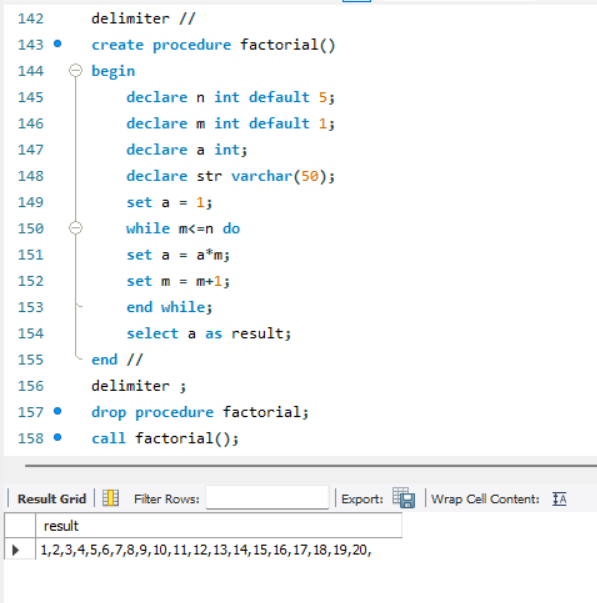 142 delimiter //
143 create procedure factorial()
144 begin
145 declare n int default 5;
146 declare m int default 1;
147 declare a int;
148 declare str varchar(50);
149 set a = 1;
150 while m<=n do
151 set a = a*m;
152 set m = m+1;
153 end while;
154 select a as result;
155 end //
156 delimiter ;
157 drop procedure factorial;
158 call factorial();
Result Grid Filter Rows: Export: Wrap Cell Content: IA
result
1,2,3,4,5,6,7,8,9,10,11,12,13,14,15,16,17,18,19,20,